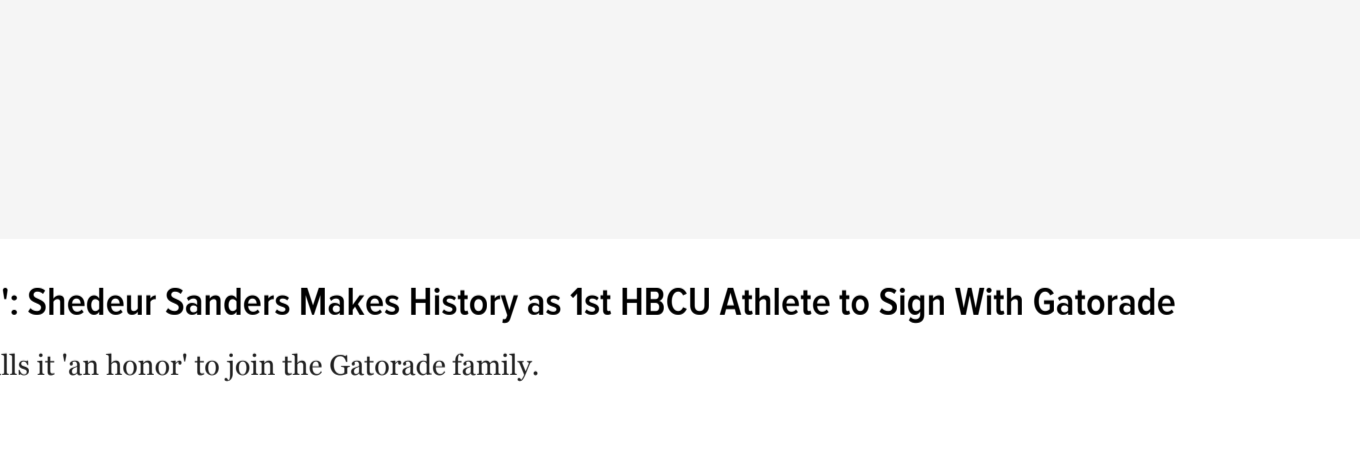 ': Shedeur Sanders Makes History as 1st HBCU Athlete to Sign With Gatorade
lls it 'an honor' to join the Gatorade family.